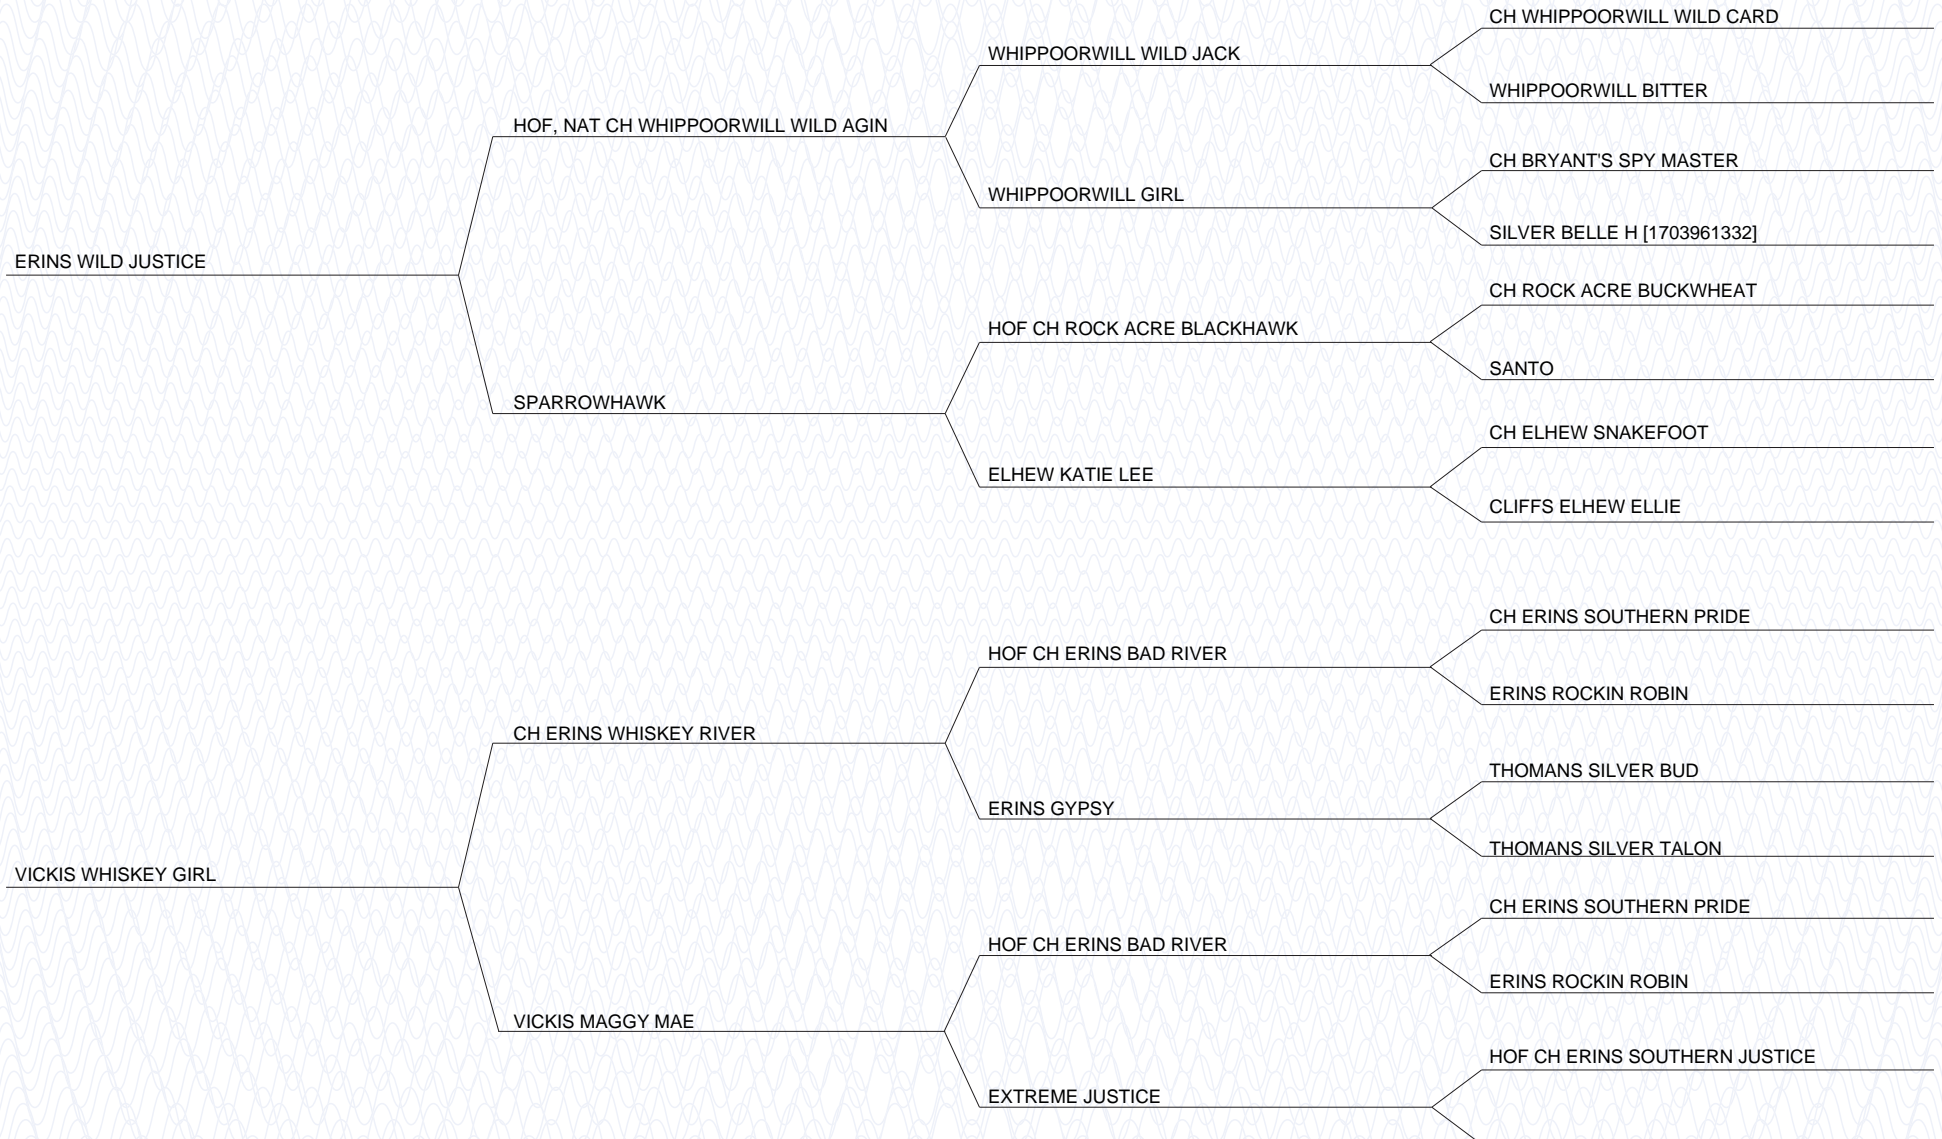 CH WHIPPOORWILL WILD CARD
WHIPPOORWILL WILD JACK
WHIPPOORWILL BITTER
HOF, NAT CH WHIPPOORWILL WILD AGIN
CH BRYANT'S SPY MASTER
WHIPPOORWILL GIRL
SILVER BELLE H [1703961332]
ERINS WILD JUSTICE
CH ROCK ACRE BUCKWHEAT
HOF CH ROCK ACRE BLACKHAWK
SANTO
SPARROWHAWK
CH ELHEW SNAKEFOOT
ELHEW KATIE LEE
CLIFFS ELHEW ELLIE
CH ERINS SOUTHERN PRIDE
HOF CH ERINS BAD RIVER
ERINS ROCKIN ROBIN
CH ERINS WHISKEY RIVER
THOMANS SILVER BUD
ERINS GYPSY
THOMANS SILVER TALON
VICKIS WHISKEY GIRL
CH ERINS SOUTHERN PRIDE
HOF CH ERINS BAD RIVER
ERINS ROCKIN ROBIN
VICKIS MAGGY MAE
HOF CH ERINS SOUTHERN JUSTICE
EXTREME JUSTICE